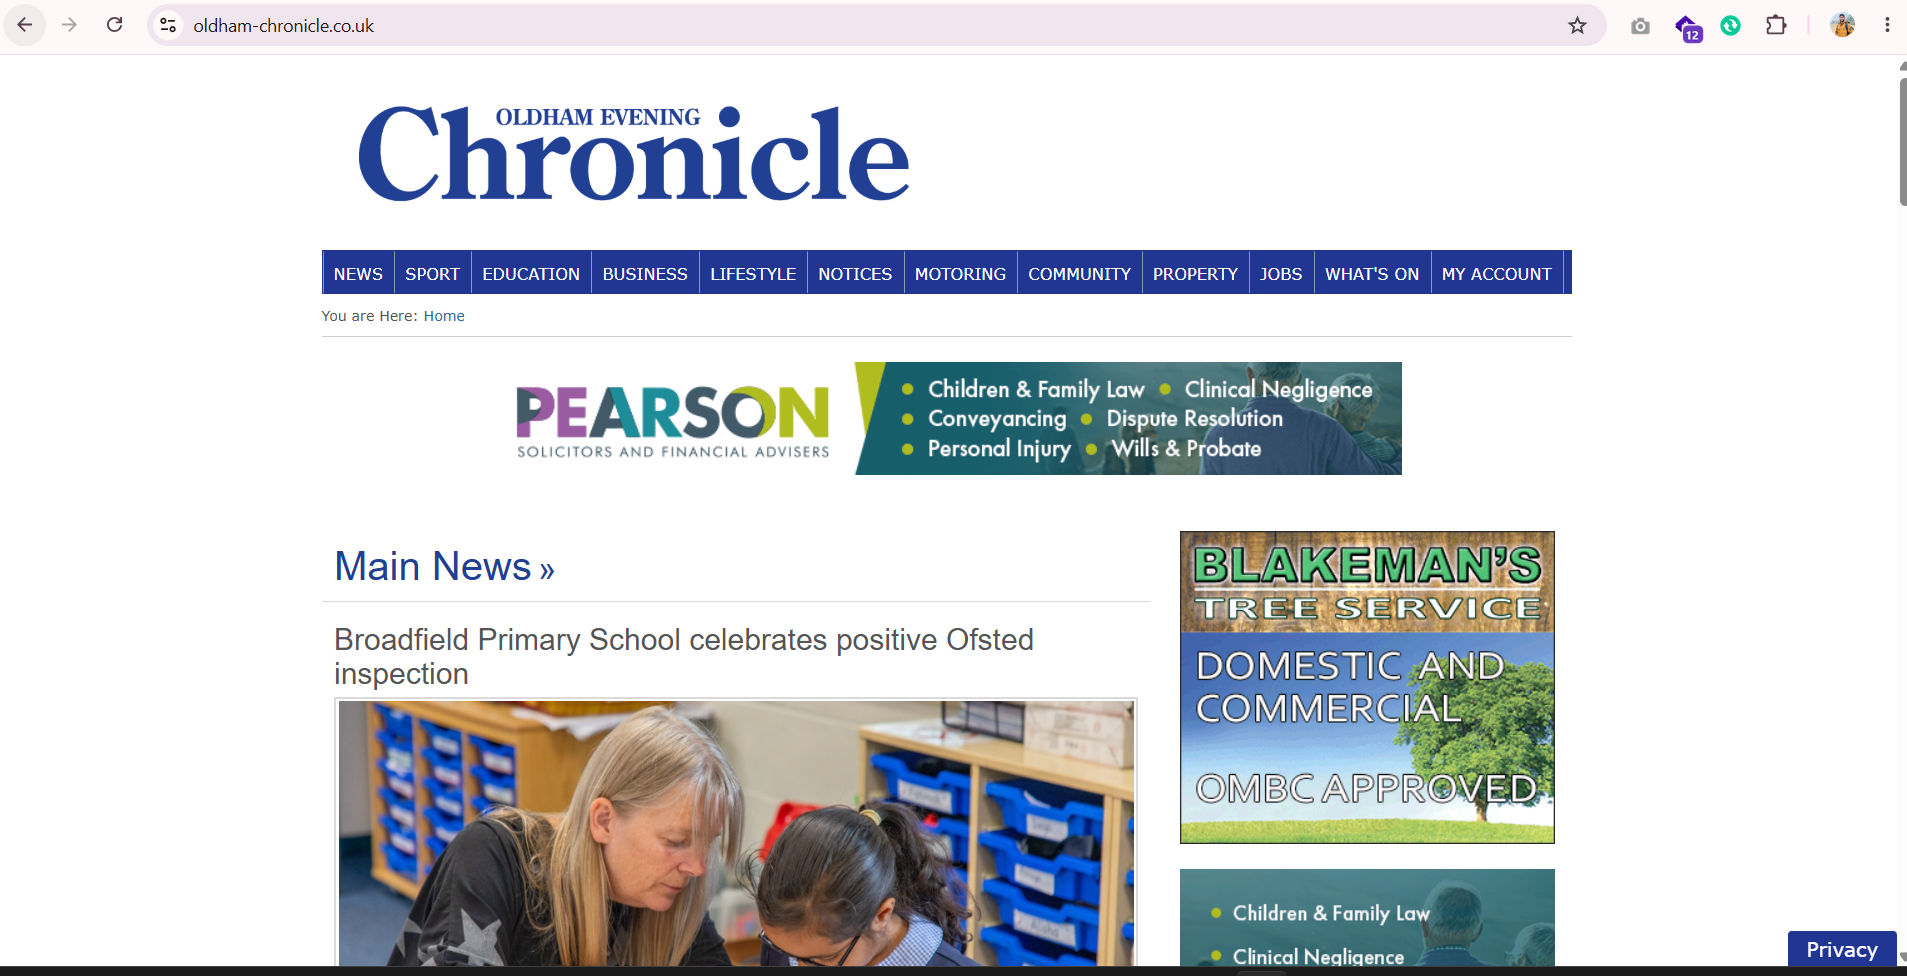 oldham-chronicle.co.uk
12
OLDHAM EVENING
Chronicle
NEWS SPORT EDUCATION BUSINESS LIFESTYLE NOTICES MOTORING COMMUNITY PROPERTY JOBS WHAT'S ON MY ACCOUNT
You are Here: Home
PEARSON
SOLICITORS AND FINANCIAL ADVISERS
Children & Family Law Clinical Negligence
Conveyancing Dispute Resolution
Personal Injury Wills & Probate
Main News »
Broadfield Primary School celebrates positive Ofsted
inspection
BLAKEMAN'S
TREE SERVICE
DOMESTIC AND
COMMERCIAL
OMBC APPROVED
Children & Family Law
Clinical Negligence
Privacy